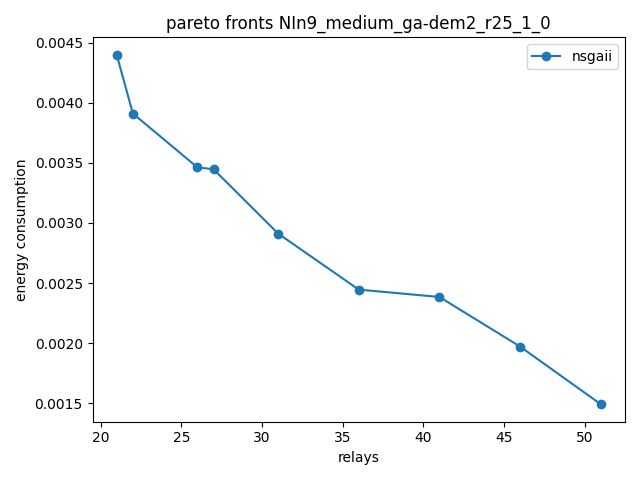 pareto fronts NIn9_medium_ga-dem2_r25_1_0
nsgaii
0.0045
0.0040
0.0035
0.0030
0.0025
0.0020
0.0015
energy consumption
20 25 30 35 40 45 50
relays